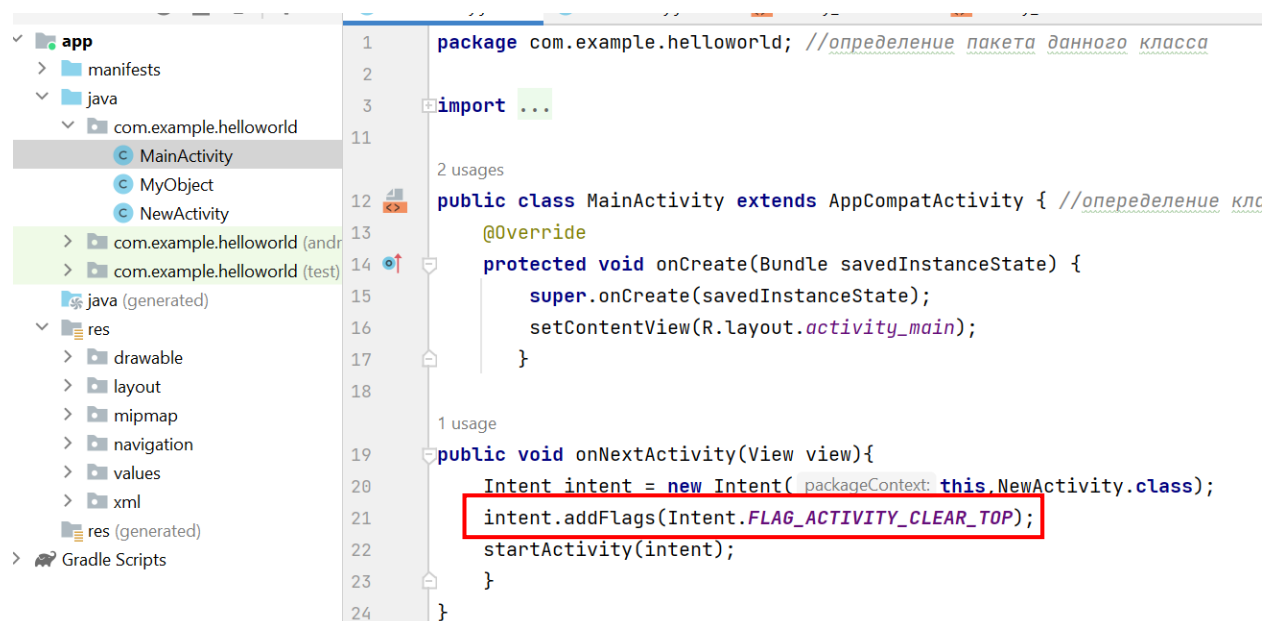 app
manifests
java
com.example.helloworld
MainActivity
MyObject
NewActivity
com.example.helloworld (andr
com.example.helloworld (test)
java (generated)
res
drawable
layout
mipmap
navigation
values
xml
res (generated)
Gradle Scripts
1 package com.example.helloworld; //определение пакета данного класса
2
3 import ...
11
2 usages
12 public class MainActivity extends AppCompatActivity { //опеределение кла
13 @Override
14 protected void onCreate(Bundle savedInstanceState) {
15 super.onCreate(savedInstanceState);
16 setContentView(R.layout.activity_main);
17 }
18
1 usage
19 public void onNextActivity(View view){
20 Intent intent = new Intent( packageContext: this,NewActivity.class);
21 intent.addFlags(Intent.FLAG_ACTIVITY_CLEAR_TOP);
22 startActivity(intent);
23 }
24 }